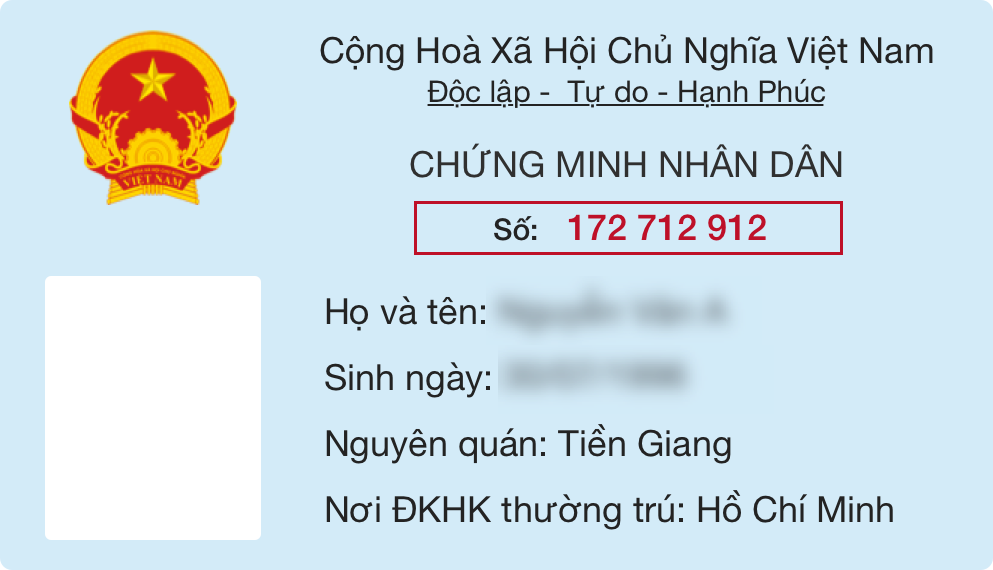 Cộng Hoà Xã Hội Chủ Nghĩa Việt Nam
Độc lập - Tự do - Hạnh Phúc
VIỆT NAM
CHỨNG MINH NHÂN DÂN
Số: 172 712 912
Họ và tên:
Sinh ngày:
Nguyên quán: Tiền Giang
Nơi ĐKHK thường trú: Hồ Chí Minh